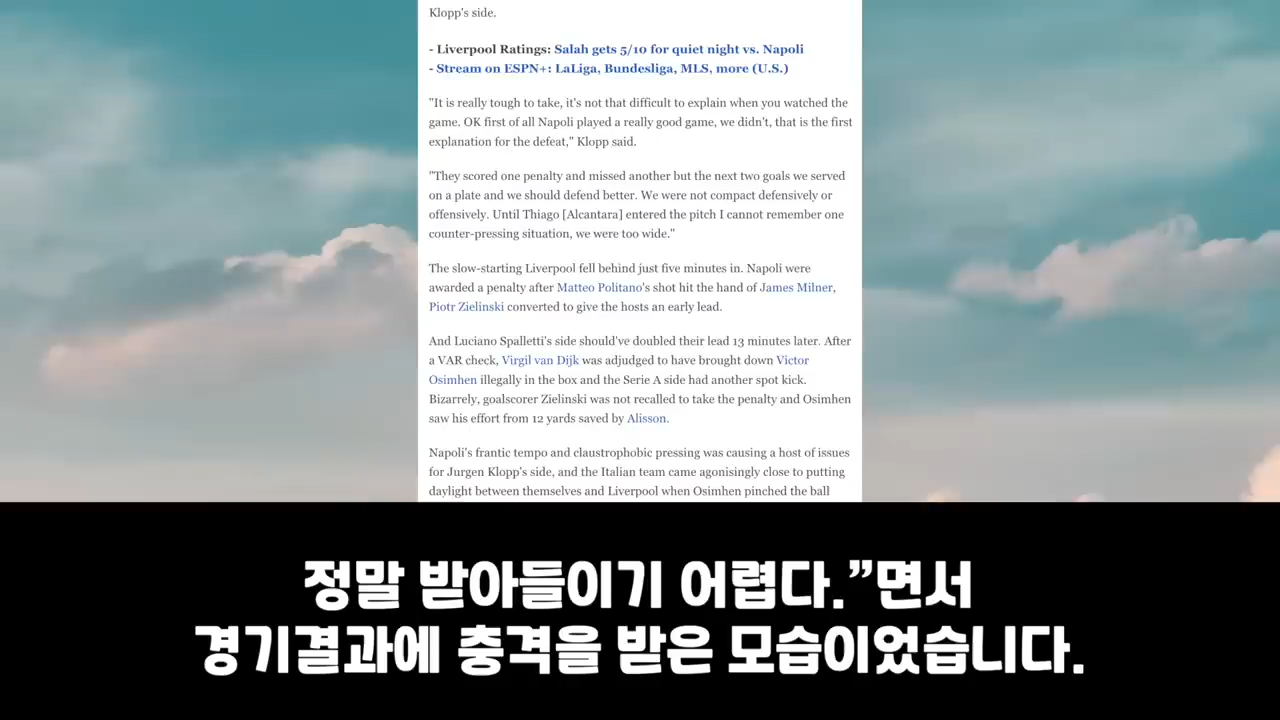 Klopp's side.
- Liverpool Ratings: Salah gets 5/10 for quiet night vs. Napoli
- Stream on ESPN+: LaLiga, Bundesliga, MLS, more (U.S.)
"It is really tough to take, it's not that difficult to explain when you watched the
game. OK first of all Napoli played a really good game, we didn't, that is the first
explanation for the defeat," Klopp said.
"They scored one penalty and missed another but the next two goals we served
on a plate and we should defend better. We were not compact defensively or
offensively. Until Thiago [Alcantara] entered the pitch I cannot remember one
counter-pressing situation, we were too wide."
The slow-starting Liverpool fell behind just five minutes in. Napoli were
awarded a penalty after Matteo Politano's shot hit the hand of James Milner,
Piotr Zielinski converted to give the hosts an early lead.
And Luciano Spalletti's side should've doubled their lead 13 minutes later. After
a VAR check, Virgil van Dijk was adjudged to have brought down Victor
Osimhen illegally in the box and the Serie A side had another spot kick.
Bizarrely, goalscorer Zielinski was not recalled to take the penalty and Osimhen
saw his effort from 12 yards saved by Alisson.
Napoli's frantic tempo and claustrophobic pressing was causing a host of issues
for Jurgen Klopp's side, and the Italian team came agonisingly close to putting
daylight between themselves and Liverpool when Osimhen pinched the ball
정말 받아들이기 어렵다.”면서
경기결과에 충격을 받은 모습이었습니다.